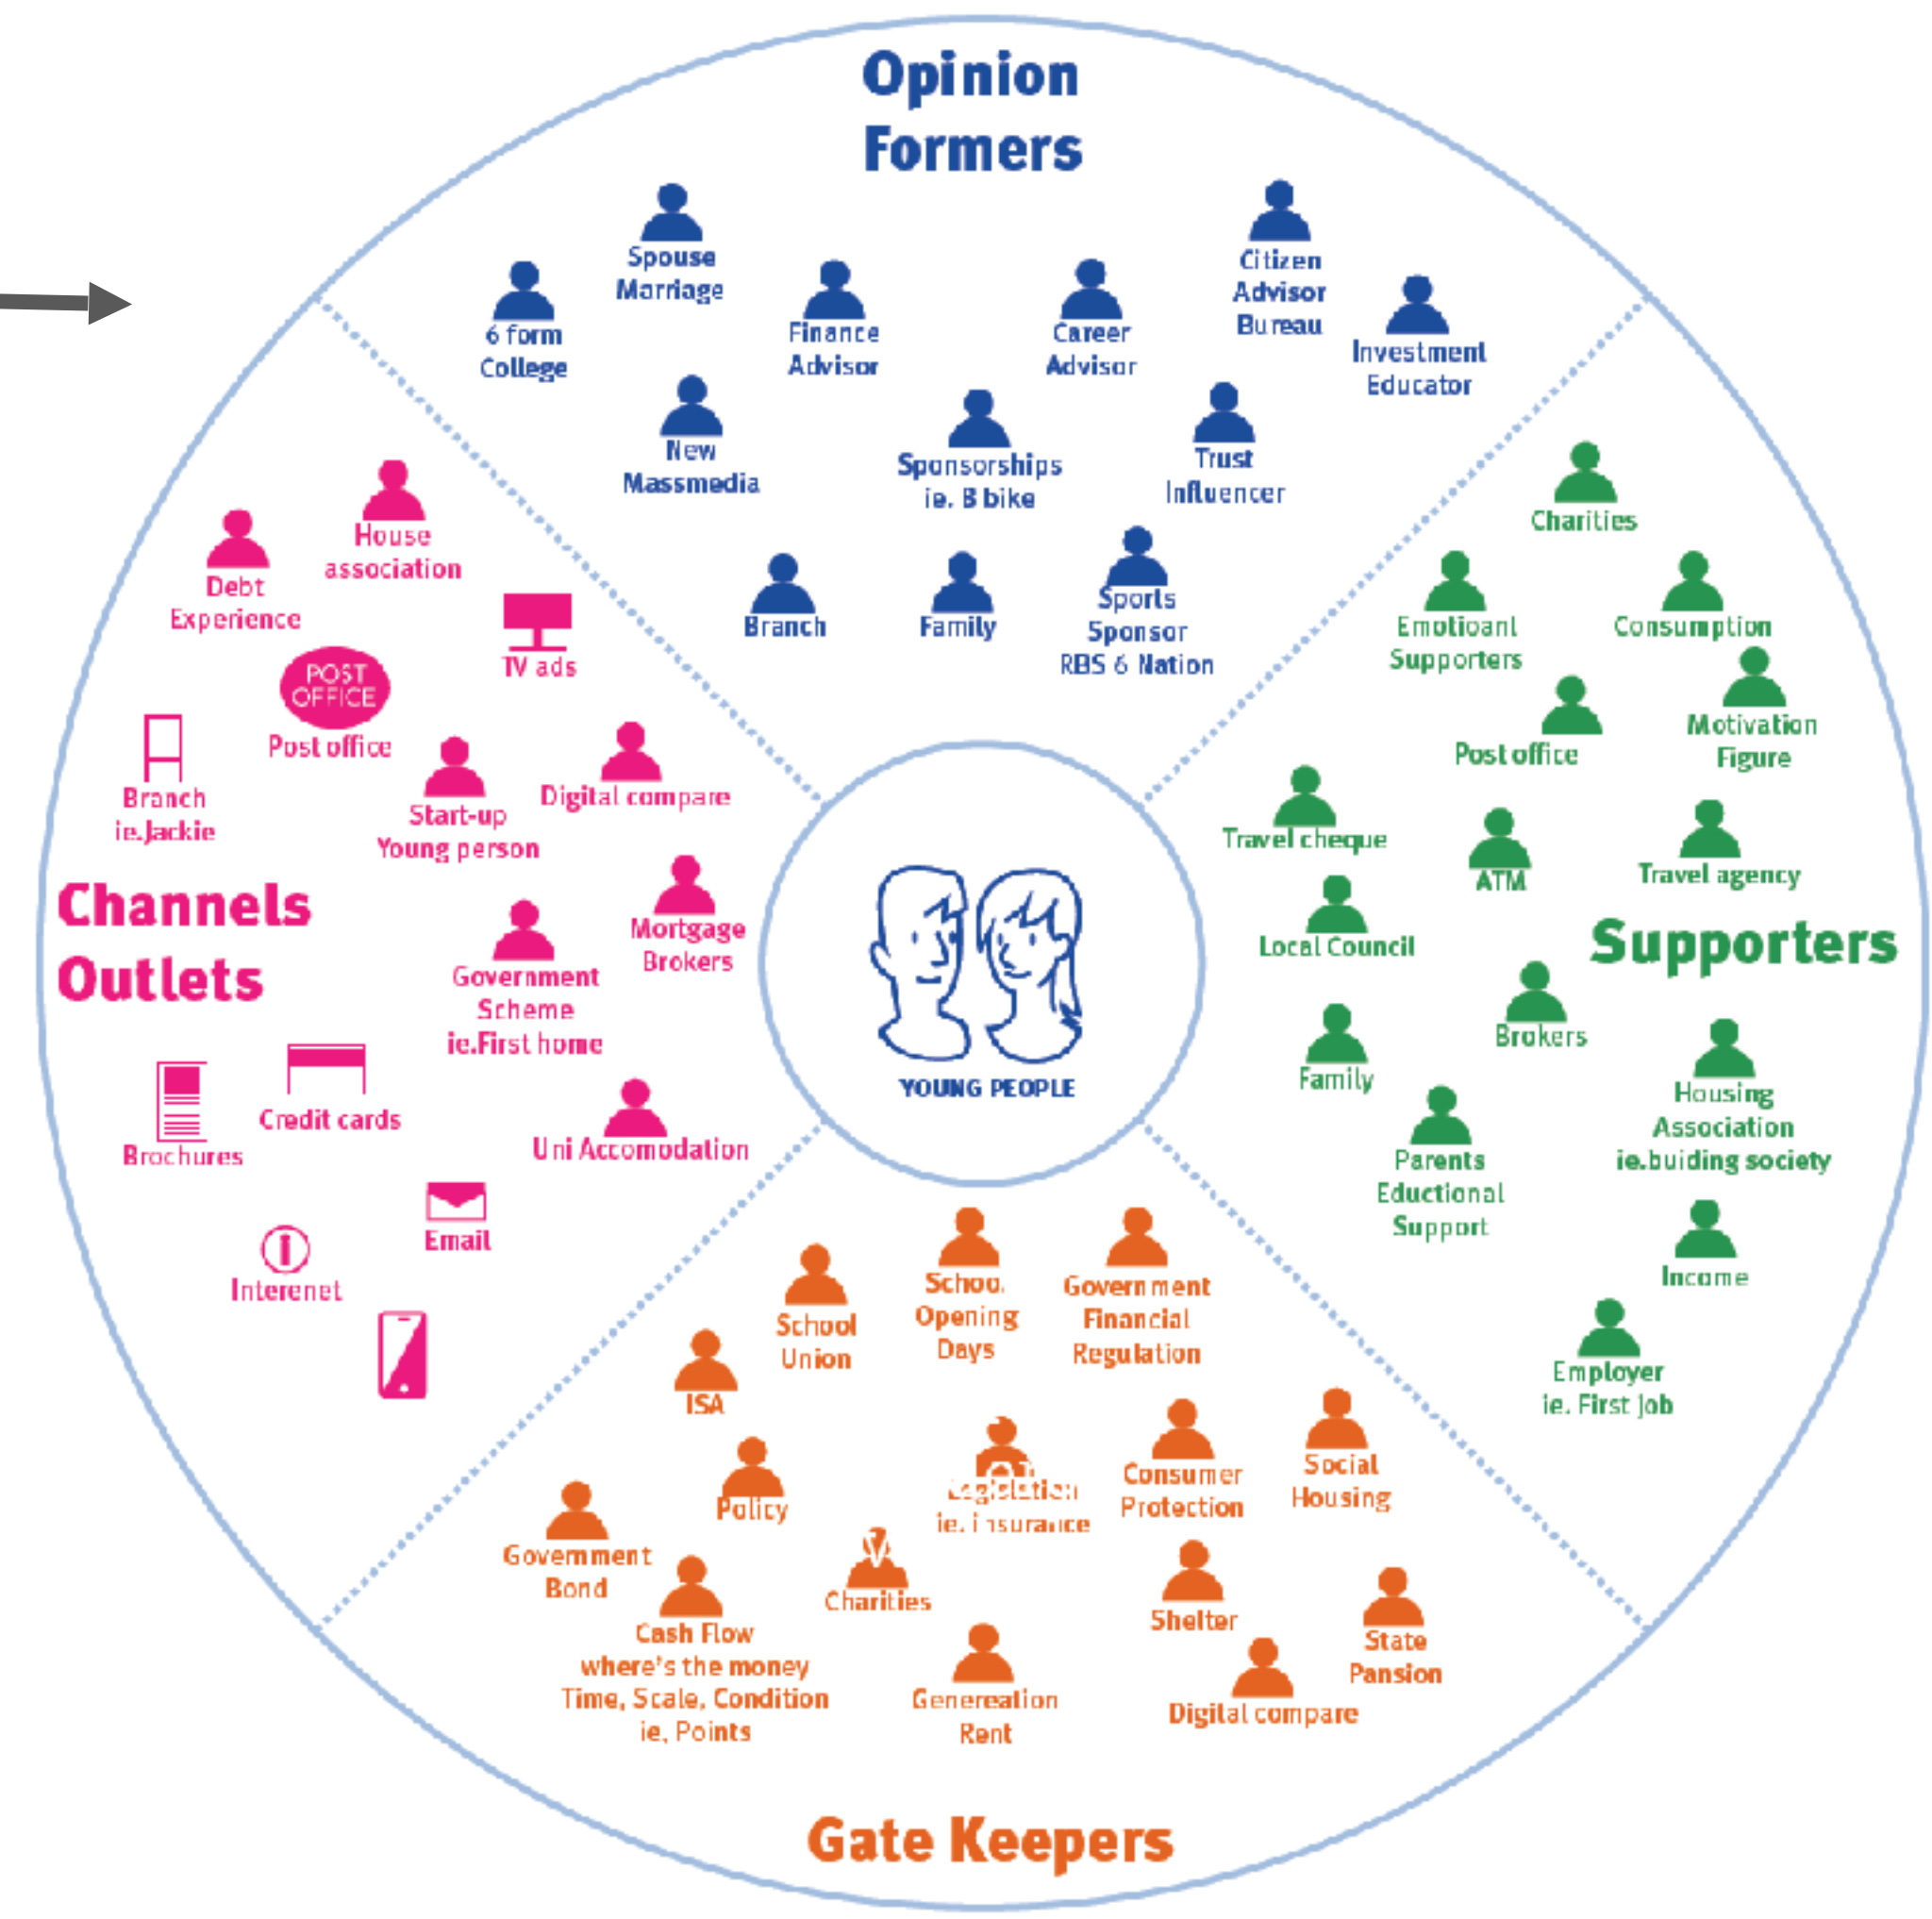 Opinion
Formers
Spouse
Marriage
6 form
College
Finance
Advisor
Career
Advisor
Citizen
Advisor
Bureau
Investment
Educator
New
Massmedia
Sponsorships
ie. B bike
Trust
Influencer
Branch
Family
Sports
Sponsor
RBS 6 Nation
Charities
Emotioanl
Supporters
Consumption
Post office
Motivation
Figure
Travel cheque
ATM
Travel agency
Local Council
Supporters
Brokers
Family
Housing
Association
ie.buiding society
Parents
Eductional
Support
Income
Employer
ie. First Job
House
association
Debt
Experience
TV ads
POST
OFFICE
Post office
Branch
ie.Jackie
Start-up
Young person
Digital compare
Channels
Outlets
Mortgage
Brokers
Government
Scheme
ie.First home
Credit cards
Brochures
Uni Accomodation
Email
Interenet
YOUNG PEOPLE
School
Union
Schoo.
Opening
Days
Government
Financial
Regulation
ISA
Policy
ie. insurance
Consumer
Protection
Social
Housing
Government
Bond
Cash Flow
where's the money
Time, Scale, Condition
ie, Points
Charities
Genereation
Rent
Shelter
Digital compare
State
Pansion
Gate Keepers